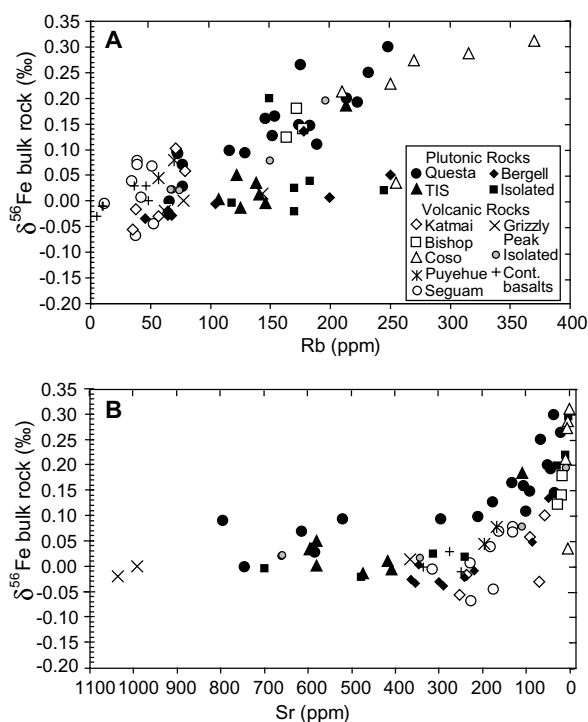 A
δ⁵⁶Fe bulk rock (‰)
0.35
0.30
0.25
0.20
0.15
0.10
0.05
0.00
-0.05
-0.10
-0.15
-0.20
0 50 100 150 200 250 300 350 400
Rb (ppm)
Plutonic Rocks
Questa Bergell
TIS Isolated
Volcanic Rocks
Katmai Grizzly Peak
Bishop
Coso Isolated
Puyehue Cont. basalts
Seguam
B
δ⁵⁶Fe bulk rock (‰)
0.35
0.30
0.25
0.20
0.15
0.10
0.05
0.00
-0.05
-0.10
-0.15
-0.20
1100 1000 900 800 700 600 500 400 300 200 100 0
Sr (ppm)